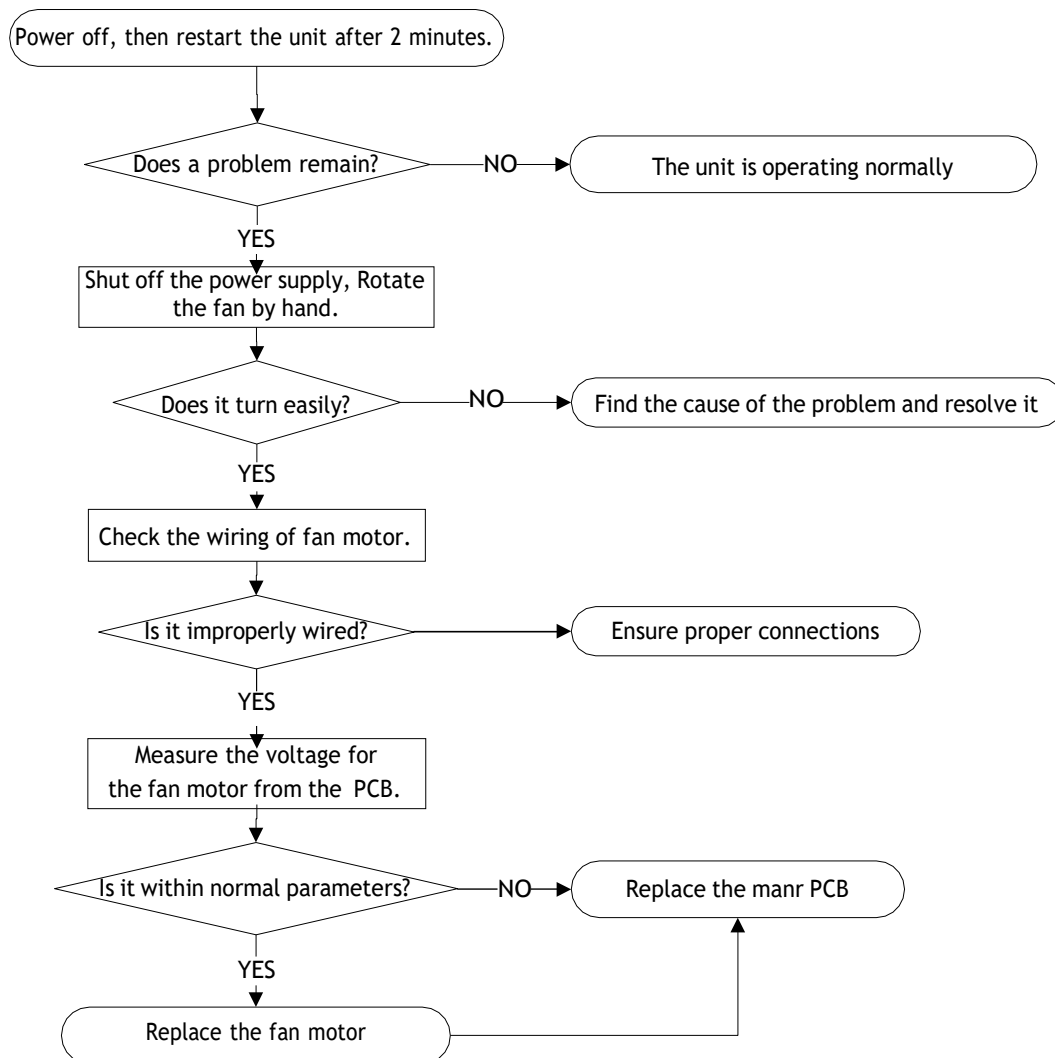 Power off, then restart the unit after 2 minutes.
Does a problem remain?
NO
The unit is operating normally
YES
Shut off the power supply, Rotate
the fan by hand.
Does it turn easily?
NO
Find the cause of the problem and resolve it
YES
Check the wiring of fan motor.
Is it improperly wired?
Ensure proper connections
YES
Measure the voltage for
the fan motor from the PCB.
Is it within normal parameters?
NO
Replace the manr PCB
YES
Replace the fan motor